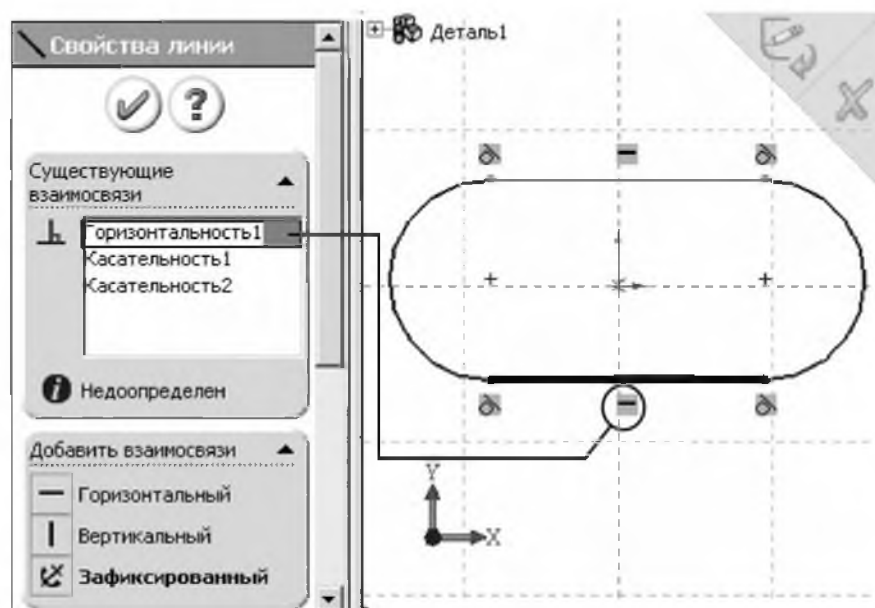 Свойства линии
?
Существующие
взаимосвязи
Горизонтальность1
Касательность1
Касательность2
Недоопределен
Добавить взаимосвязи
Горизонтальный
Вертикальный
Зафиксированный
Деталь1
Y
X